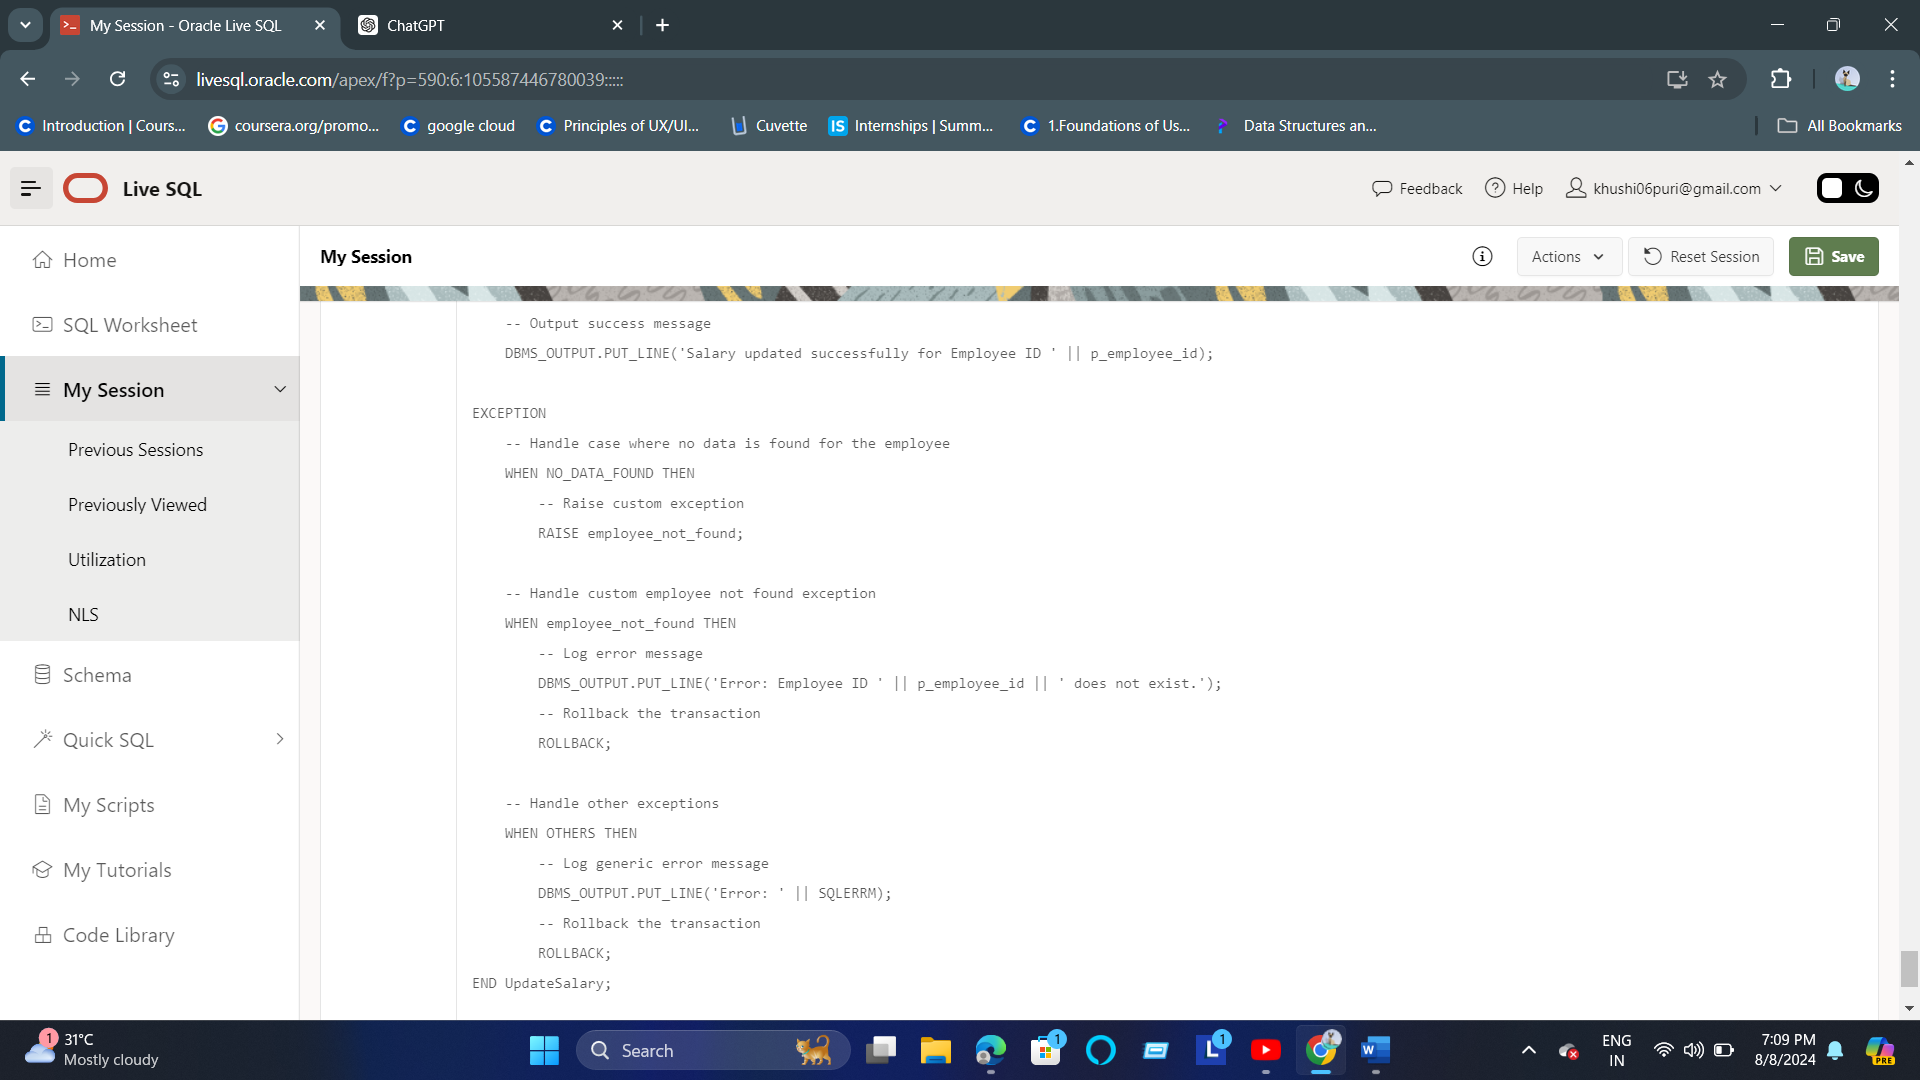 My Session - Oracle Live SQL
ChatGPT
livesql.oracle.com/apex/f?p=590:6:105587446780039:::::
Introduction | Cours...
coursera.org/promo...
google cloud
Principles of UX/UI...
Cuvette
Internships | Summ...
1.Foundations of Us...
Data Structures an...
All Bookmarks
Live SQL
Feedback
Help
khushi06puri@gmail.com
Home
SQL Worksheet
My Session
Previous Sessions
Previously Viewed
Utilization
NLS
Schema
Quick SQL
My Scripts
My Tutorials
Code Library
My Session
Actions
Reset Session
Save
-- Output success message
DBMS_OUTPUT.PUT_LINE('Salary updated successfully for Employee ID ' || p_employee_id);
EXCEPTION
-- Handle case where no data is found for the employee
WHEN NO_DATA_FOUND THEN
-- Raise custom exception
RAISE employee_not_found;
-- Handle custom employee not found exception
WHEN employee_not_found THEN
-- Log error message
DBMS_OUTPUT.PUT_LINE('Error: Employee ID ' || p_employee_id || ' does not exist.');
-- Rollback the transaction
ROLLBACK;
-- Handle other exceptions
WHEN OTHERS THEN
-- Log generic error message
DBMS_OUTPUT.PUT_LINE('Error: ' || SQLERRM);
-- Rollback the transaction
ROLLBACK;
END UpdateSalary;
1
31°C
Mostly cloudy
Search
1
L
1
W
ENG
IN
7:09 PM
8/8/2024
PRE